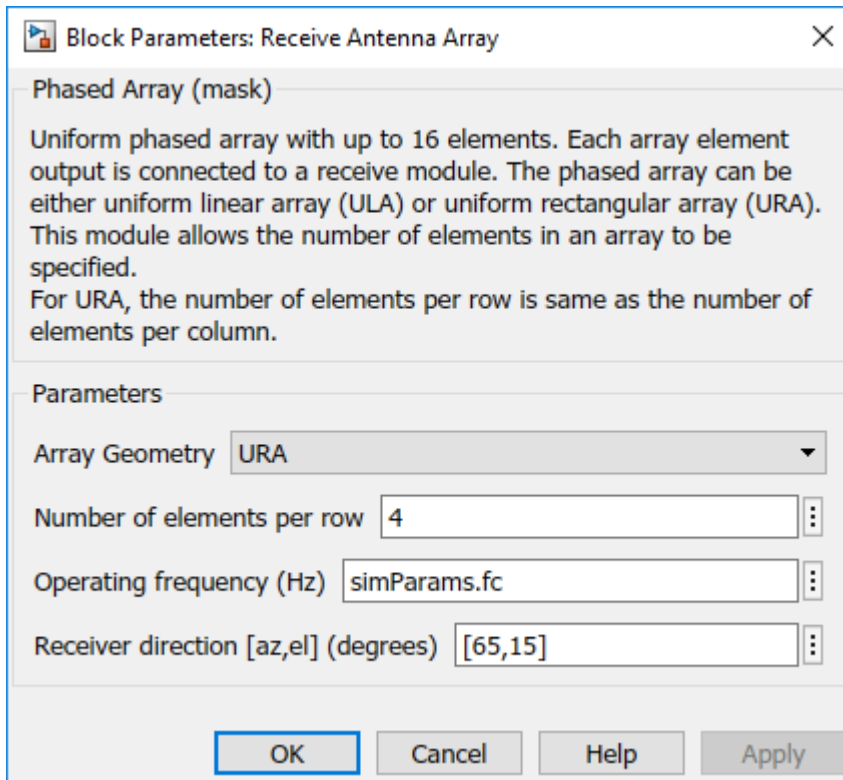 Block Parameters: Receive Antenna Array
Phased Array (mask)
Uniform phased array with up to 16 elements. Each array element
output is connected to a receive module. The phased array can be
either uniform linear array (ULA) or uniform rectangular array (URA).
This module allows the number of elements in an array to be
specified.
For URA, the number of elements per row is same as the number of
elements per column.
Parameters
Array Geometry URA
Number of elements per row 4
Operating frequency (Hz) simParams.fc
Receiver direction [az,el] (degrees) [65,15]
OK Cancel Help Apply